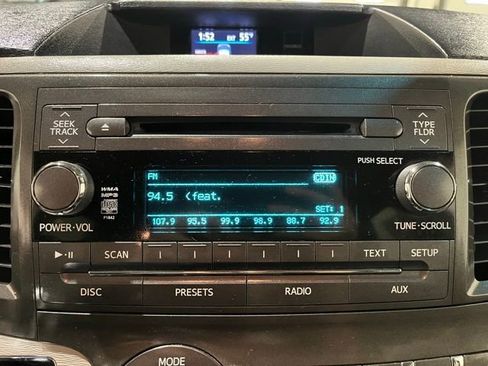 1:52 EXT 55°
SEEK TRACK
TYPE FLDR
PUSH SELECT
FM CD IN
94.5 (feat.
SET: 1
107.9 95.5 99.9 98.9 88.7 92.9
WMA
MP3
P1842
POWER•VOL
TUNE•SCROLL
SCAN
TEXT
SETUP
DISC
PRESETS
RADIO
AUX
MODE